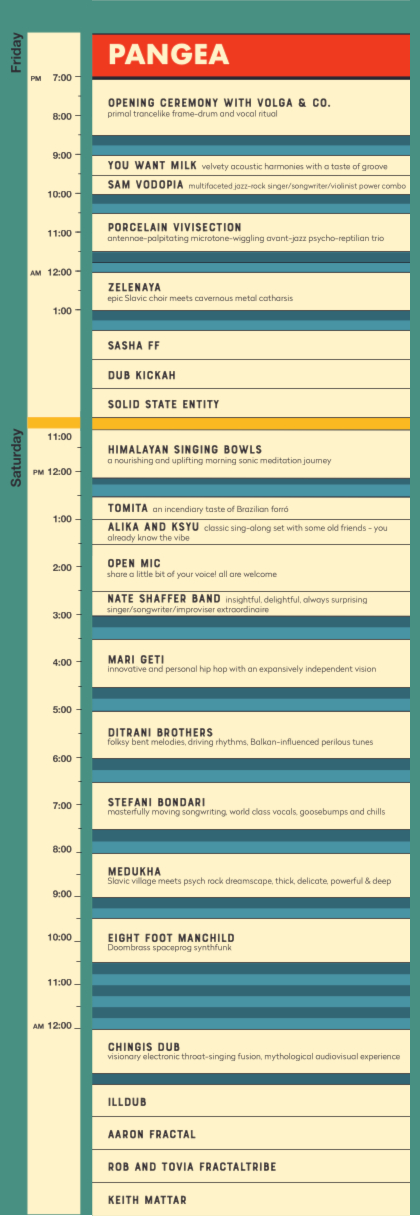 Friday
PANGEA
PM 7:00
OPENING CEREMONY WITH VOLGA & CO.
primal trancelike frame-drum and vocal ritual
8:00
9:00
YOU WANT MILK velvety acoustic harmonies with a taste of groove
SAM VODOPIA multifaceted jazz-rock singer/songwriter/violinist power combo
10:00
PORCELAIN VIVISECTION
11:00
antennae-palpitating microtone-wiggling avant-jazz psycho-reptilian trio
AM 12:00
ZELENAYA
epic Slavic choir meets cavernous metal catharsis
1:00
SASHA FF
DUB KICKAH
SOLID STATE ENTITY
Saturday
11:00
HIMALAYAN SINGING BOWLS
a nourishing and uplifting morning sonic meditation journey
PM 12:00
TOMITA an incendiary taste of Brazilian forró
1:00
ALIKA AND KSYU classic sing-along set with some old friends - you
already know the vibe
OPEN MIC
2:00
share a little bit of your voice! all are welcome
NATE SHAFFER BAND insightful, delightful, always surprising
singer/songwriter/improviser extraordinaire
3:00
MARI GETI
4:00
innovative and personal hip hop with an expansively independent vision
5:00
DITRANI BROTHERS
folksy bent melodies, driving rhythms, Balkan-influenced perilous tunes
6:00
STEFANI BONDARI
7:00
masterfully moving songwriting, world class vocals, goosebumps and chills
8:00
MEDUKHA
Slavic village meets psych rock dreamscape, thick, delicate, powerful & deep
9:00
EIGHT FOOT MANCHILD
10:00
Doombrass spaceprog synthfunk
11:00
AM 12:00
CHINGIS DUB
visionary electronic throat-singing fusion, mythological audiovisual experience
ILLDUB
AARON FRACTAL
ROB AND TOVIA FRACTALTRIBE
KEITH MATTAR